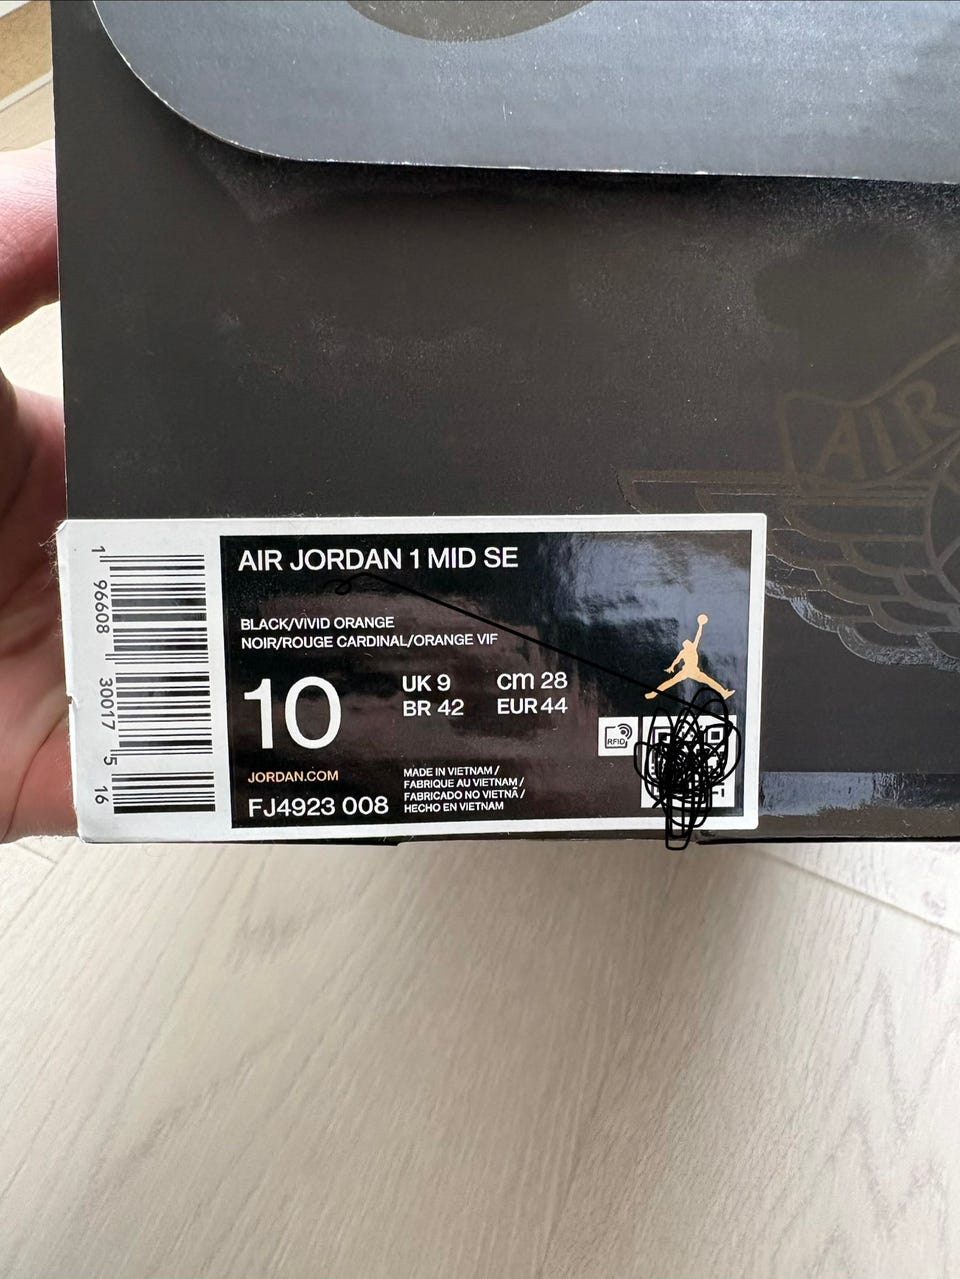 AIR
AIR JORDAN 1 MID SE
BLACK/VIVID ORANGE
NOIR/ROUGE CARDINAL/ORANGE VIF
10
UK 9 cm 28
BR 42 EUR 44
RFID
JORDAN.COM
FJ4923 008
MADE IN VIETNAM /
FABRIQUE AU VIETNAM /
FABRICADO NO VIETNÃ /
HECHO EN VIETNAM
1 96608 30017 5 16